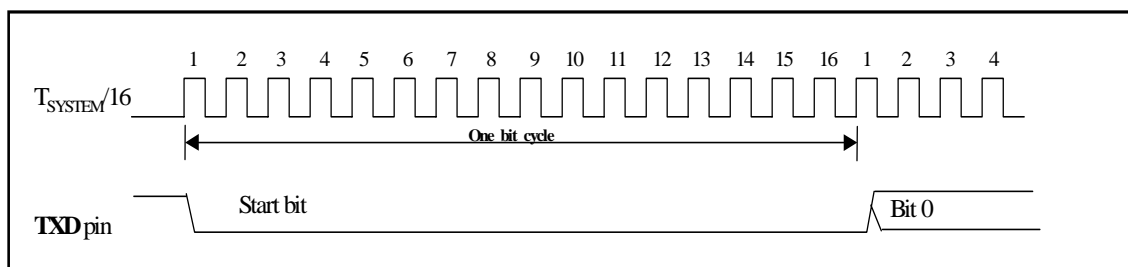 1 2 3 4 5 6 7 8 9 10 11 12 13 14 15 16 1 2 3 4
TSYSTEM/16
One bit cycle
Start bit
Bit 0
TXD pin